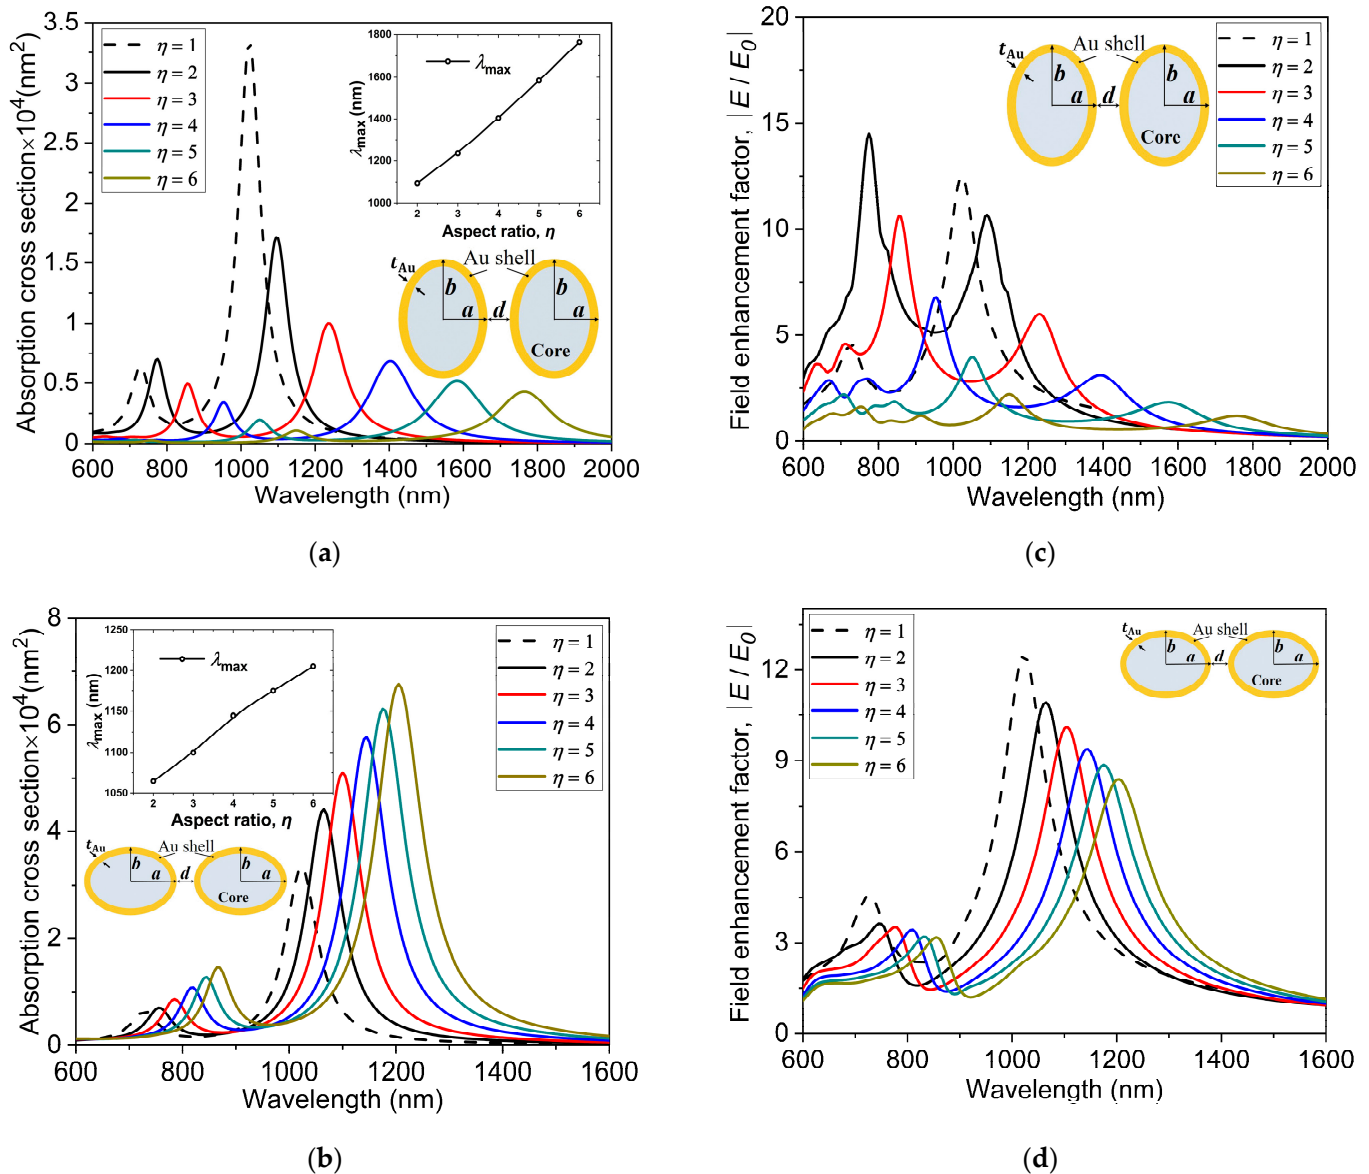 Absorption cross section×10⁴(nm²)
3.5
3
2.5
2
1.5
1
0.5
0
η = 1
η = 2
η = 3
η = 4
η = 5
η = 6
1800
1600
1400
1200
1000
λmax (nm)
λmax
2 3 4 5 6
Aspect ratio, η
tAu
Au shell
b
a
d
b
a
Core
600 800 1000 1200 1400 1600 1800 2000
Wavelength (nm)
(a)
Field enhancement factor, |E / E0|
20
15
10
5
0
tAu
Au shell
b
a
d
b
a
Core
η = 1
η = 2
η = 3
η = 4
η = 5
η = 6
600 800 1000 1200 1400 1600 1800 2000
Wavelength (nm)
(c)
Absorption cross section×10⁴(nm²)
8
6
4
2
0
1250
1200
1150
1100
1050
λmax (nm)
λmax
2 3 4 5 6
Aspect ratio, η
η = 1
η = 2
η = 3
η = 4
η = 5
η = 6
tAu
Au shell
b
a
d
b
a
Core
600 800 1000 1200 1400 1600
Wavelength (nm)
(b)
Field enhancement factor, |E / E0|
12
9
6
3
0
η = 1
η = 2
η = 3
η = 4
η = 5
η = 6
tAu
Au shell
b
a
d
b
a
Core
600 800 1000 1200 1400 1600
Wavelength (nm)
(d)